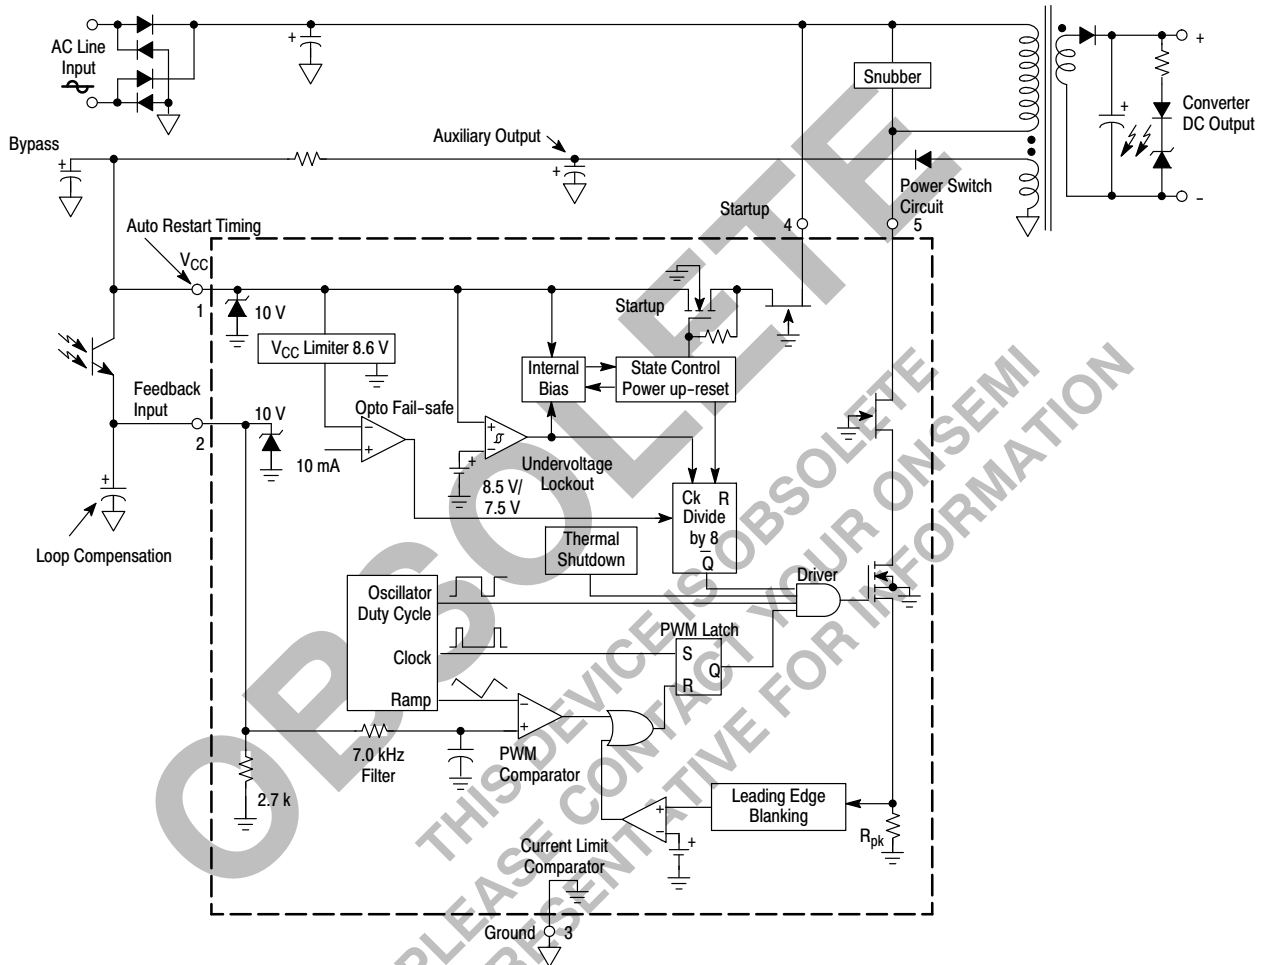 AC Line
Input
+
Snubber
+
+
Converter
DC Output
−
Bypass
+
Auxiliary Output
+
Power Switch
Circuit
Startup
4
5
Auto Restart Timing
VCC
1
10 V
Startup
VCC Limiter 8.6 V
Internal
Bias
State Control
Power up−reset
Feedback
Input
2
10 V
Opto Fail−safe
−
+
10 mA
+
−
+
8.5 V/
7.5 V
Undervoltage
Lockout
+
Loop Compensation
Ck R
Divide
by 8
Q
Thermal
Shutdown
Driver
Oscillator
Duty Cycle
Clock
Ramp
PWM Latch
S
Q
R
−
+
PWM
Comparator
7.0 kHz
Filter
2.7 k
Leading Edge
Blanking
+
−
+
Rpk
Current Limit
Comparator
Ground
3
OBSOLETE
THIS DEVICE IS OBSOLETE
PLEASE CONTACT YOUR ONSEMI
REPRESENTATIVE FOR INFORMATION